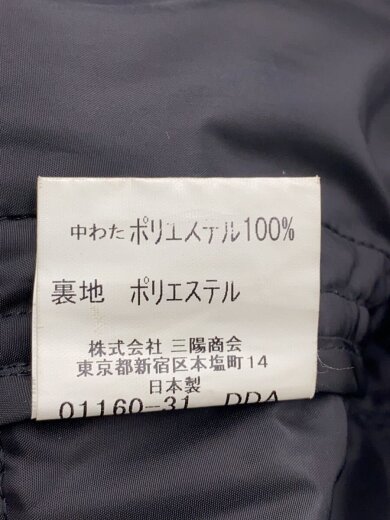 中わた ポリエステル100%
裏地 ポリエステル
株式会社 三陽商会
東京都新宿区本塩町14
日本製
01160-31